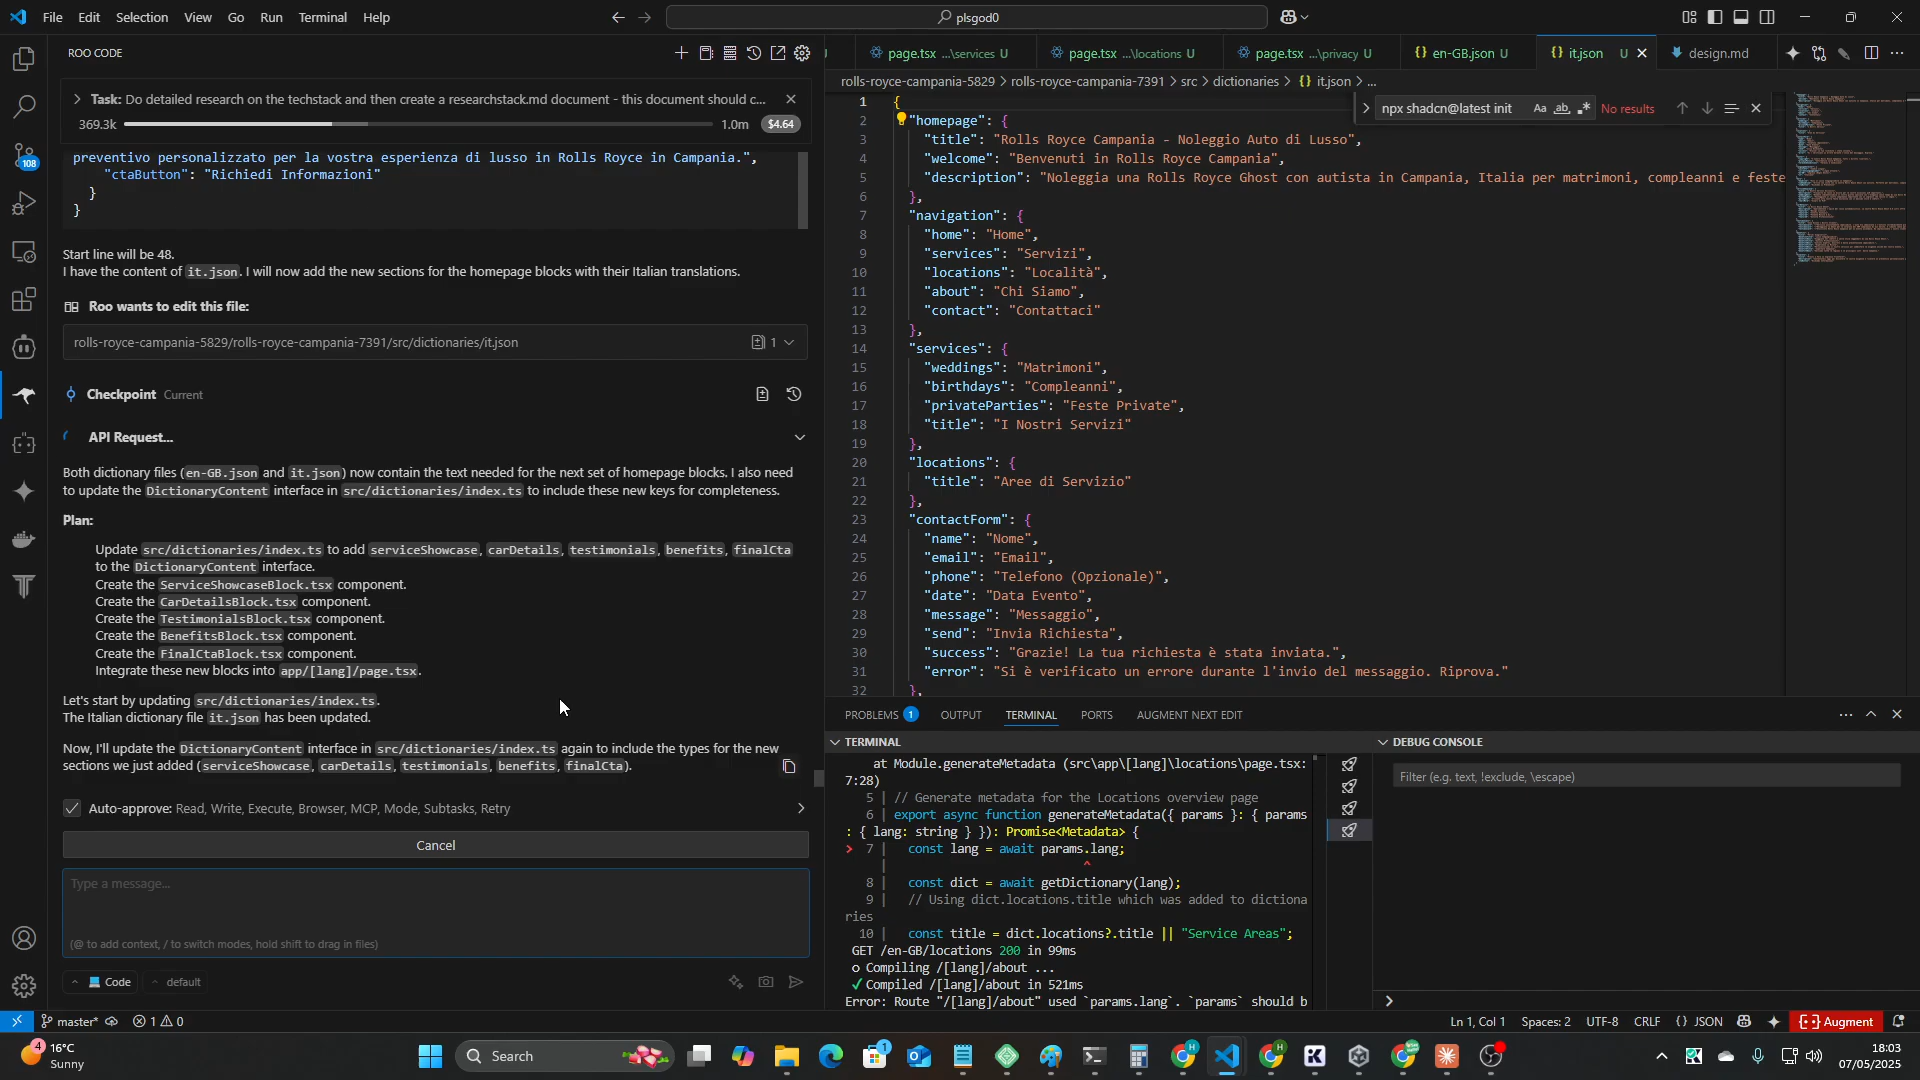 File Edit Selection View Go Run Terminal Help
plsgod0
ROO CODE
Task: Do detailed research on the techstack and then create a researchstack.md document - this document should c...
369.3k 1.0m $4.64
preventivo personalizzato per la vostra esperienza di lusso in Rolls Royce in Campania.",
"ctaButton": "Richiedi Informazioni"
}
}
Start line will be 48.
I have the content of it.json. I will now add the new sections for the homepage blocks with their Italian translations.
Roo wants to edit this file:
rolls-royce-campania-5829/rolls-royce-campania-7391/src/dictionaries/it.json 1
Checkpoint Current
API Request...
Both dictionary files (en-GB.json and it.json) now contain the text needed for the next set of homepage blocks. I also need
to update the DictionaryContent interface in src/dictionaries/index.ts to include these new keys for completeness.
Plan:
Update src/dictionaries/index.ts to add serviceShowcase, carDetails, testimonials, benefits, finalCta
to the DictionaryContent interface.
Create the ServiceShowcaseBlock.tsx component.
Create the CarDetailsBlock.tsx component.
Create the TestimonialsBlock.tsx component.
Create the BenefitsBlock.tsx component.
Create the FinalCtaBlock.tsx component.
Integrate these new blocks into app/[lang]/page.tsx.
Let's start by updating src/dictionaries/index.ts.
The Italian dictionary file it.json has been updated.
Now, I'll update the DictionaryContent interface in src/dictionaries/index.ts again to include the types for the new
sections we just added (serviceShowcase, carDetails, testimonials, benefits, finalCta).
Auto-approve: Read, Write, Execute, Browser, MCP, Mode, Subtasks, Retry
Cancel
Type a message...
(@ to add context, / to switch modes, hold shift to drag in files)
Code default
108
page.tsx ...\services U page.tsx ...\locations U page.tsx ...\privacy U en-GB.json U it.json U design.md
rolls-royce-campania-5829 > rolls-royce-campania-7391 > src > dictionaries > {} it.json > ...
npx shadcn@latest init Aa ab No results
1 {
2 "homepage": {
3 "title": "Rolls Royce Campania - Noleggio Auto di Lusso",
4 "welcome": "Benvenuti in Rolls Royce Campania",
5 "description": "Noleggia una Rolls Royce Ghost con autista in Campania, Italia per matrimoni, compleanni e feste
6 },
7 "navigation": {
8 "home": "Home",
9 "services": "Servizi",
10 "locations": "Località",
11 "about": "Chi Siamo",
12 "contact": "Contattaci"
13 },
14 "services": {
15 "weddings": "Matrimoni",
16 "birthdays": "Compleanni",
17 "privateParties": "Feste Private",
18 "title": "I Nostri Servizi"
19 },
20 "locations": {
21 "title": "Aree di Servizio"
22 },
23 "contactForm": {
24 "name": "Nome",
25 "email": "Email",
26 "phone": "Telefono (Opzionale)",
27 "date": "Data Evento",
28 "message": "Messaggio",
29 "send": "Invia Richiesta",
30 "success": "Grazie! La tua richiesta è stata inviata.",
31 "error": "Si è verificato un errore durante l'invio del messaggio. Riprova."
32 },
PROBLEMS 1 OUTPUT TERMINAL PORTS AUGMENT NEXT EDIT
TERMINAL
at Module.generateMetadata (src\app\[lang]\locations\page.tsx:
7:28)
5 | // Generate metadata for the Locations overview page
6 | export async function generateMetadata({ params }: { params
: { lang: string } }): Promise<Metadata> {
> 7 | const lang = await params.lang;
| ^
8 | const dict = await getDictionary(lang);
9 | // Using dict.locations.title which was added to dictiona
ries
10 | const title = dict.locations?.title || "Service Areas";
GET /en-GB/locations 200 in 99ms
○ Compiling /[lang]/about ...
✓ Compiled /[lang]/about in 521ms
Error: Route "/[lang]/about" used `params.lang`. `params` should b
DEBUG CONSOLE
Filter (e.g. text, !exclude, \escape)
master* 1 0
Ln 1, Col 1 Spaces: 2 UTF-8 CRLF {} JSON Augment
4 16°C
Sunny
Search
18:03
07/05/2025